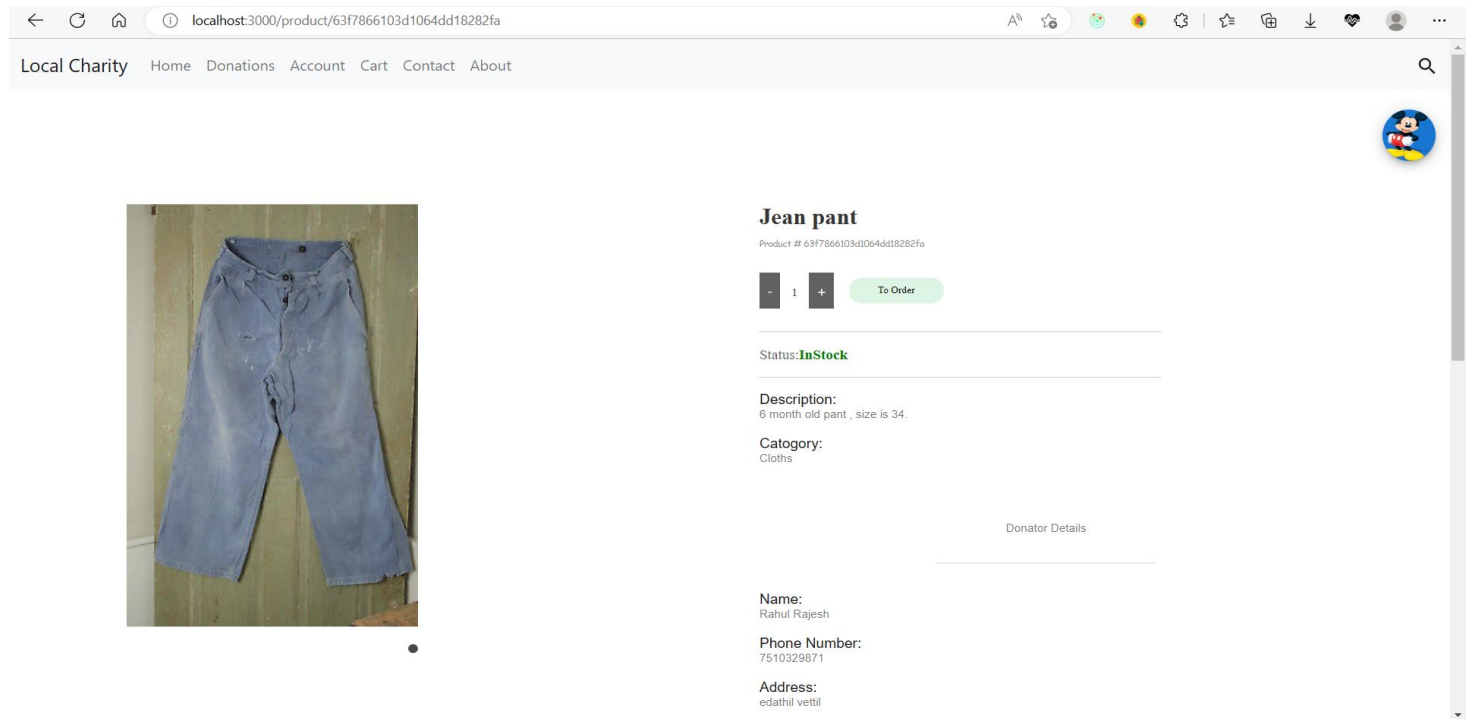 localhost:3000/product/63f7866103d1064dd18282fa
Local Charity Home Donations Account Cart Contact About
Jean pant
Product # 63f7866103d1064dd18282fa
- 1 + To Order
Status:InStock
Description:
6 month old pant , size is 34.
Catogory:
Cloths
Donator Details
Name:
Rahul Rajesh
Phone Number:
7510329871
Address:
edathil vettil